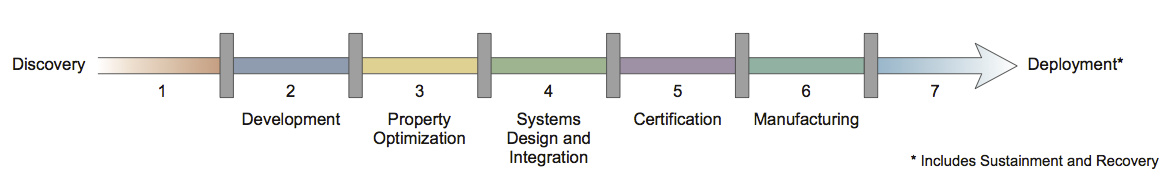 Discovery
Deployment*
1
2
3
4
5
6
7
Development
Property
Optimization
Systems
Design and
Integration
Certification
Manufacturing
* Includes Sustainment and Recovery